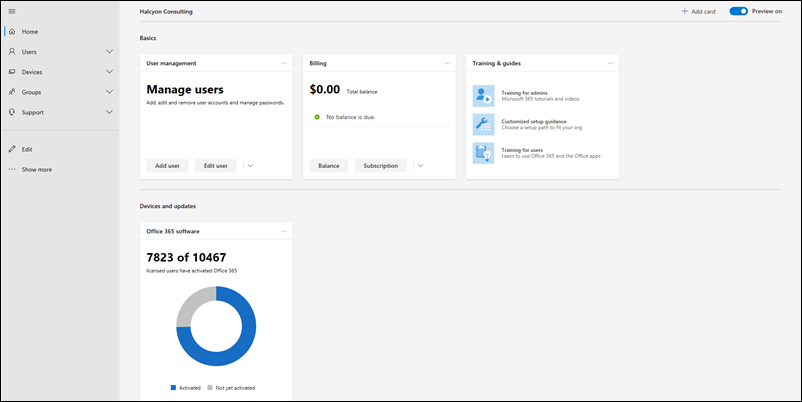 Halcyon Consulting
Add card
Preview on
Home
Users
Devices
Groups
Support
Edit
Show more
Basics
User management
Manage users
Add, edit and remove user accounts and manage passwords
Add user
Edit user
Billing
$0.00 Total balance
No balance is due.
Balance
Subscription
Training & guides
Training for admins
Microsoft 365 tutorials and videos
Customized setup guidance
Choose a setup path to fit your org
Training for users
Learn to use Office 365 and the Office apps
Devices and updates
Office 365 software
7823 of 10467
licensed users have activated Office 365
Activated
Not yet activated